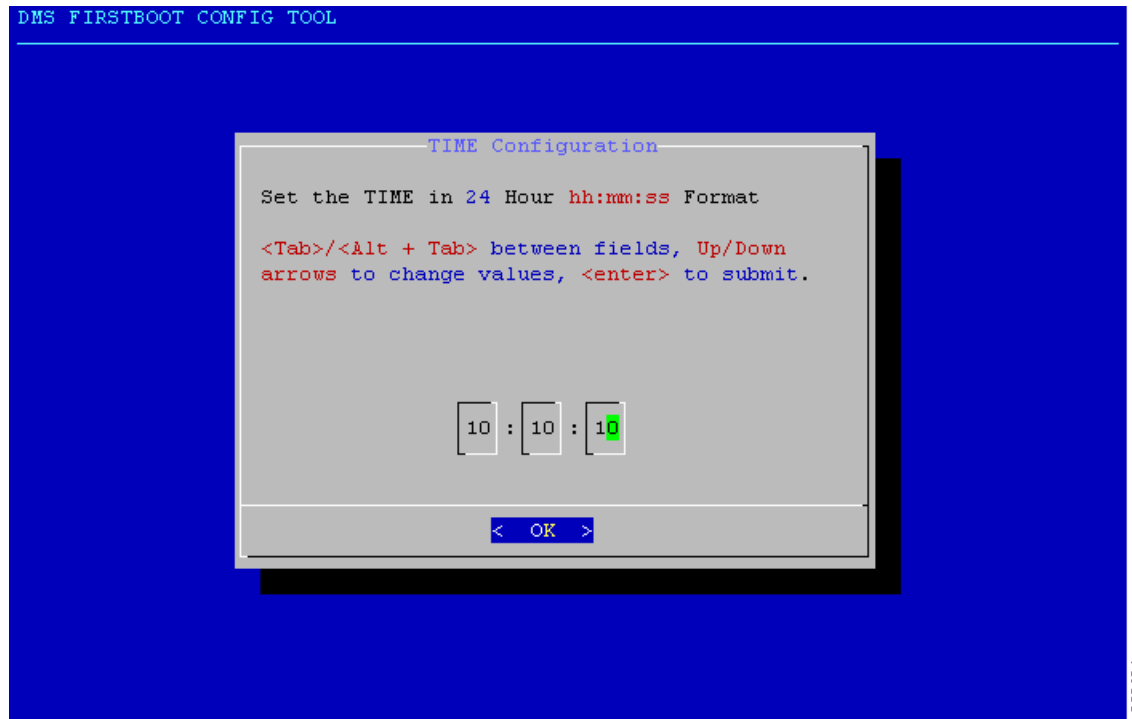 DMS FIRSTBOOT CONFIG TOOL
TIME Configuration
Set the TIME in 24 Hour hh:mm:ss Format
<Tab>/<Alt + Tab> between fields, Up/Down
arrows to change values, <enter> to submit.
10 : 10 : 10
< OK >